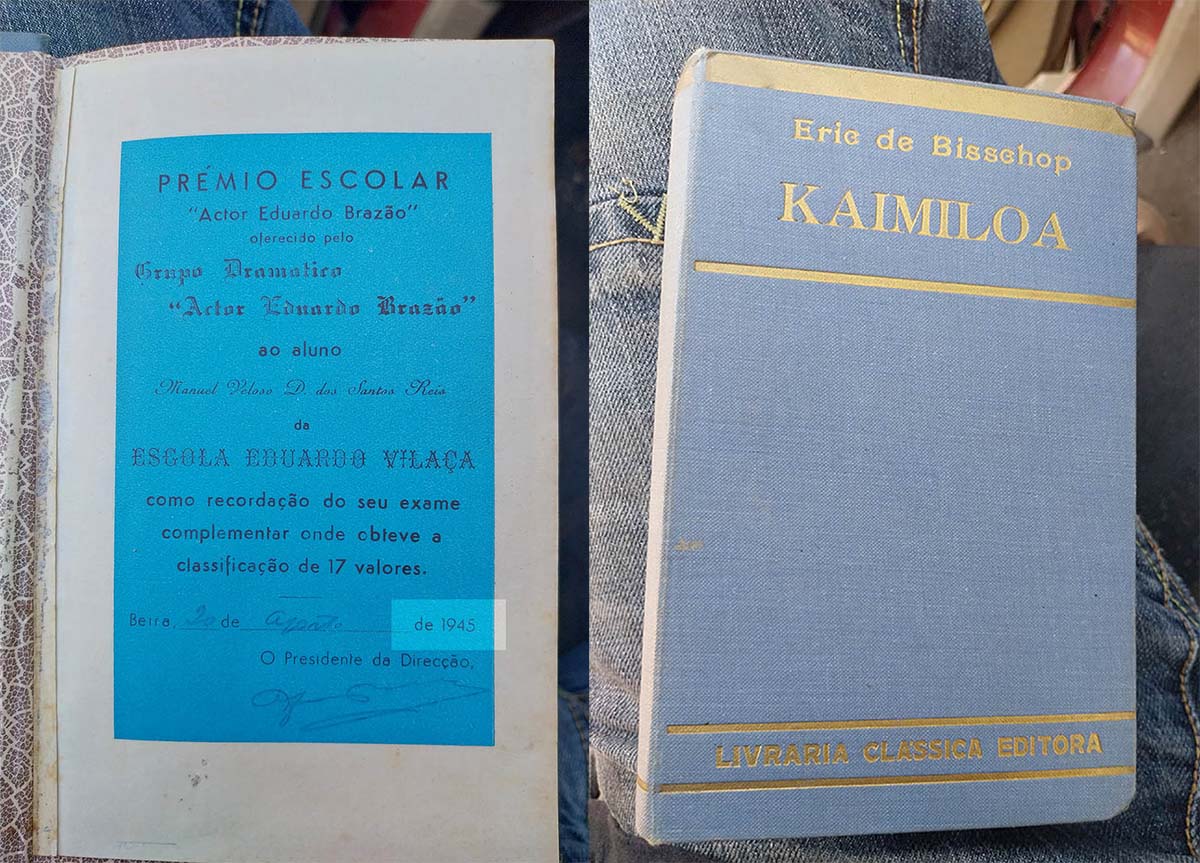 PRÉMIO ESCOLAR
"Actor Eduardo Brazão"
oferecido pelo
Grupo Dramatico
"Actor Eduardo Brazão"
ao aluno
Manuel Veloso D. dos Santos Reis
da
ESCOLA EDUARDO VILAÇA
como recordação do seu exame
complementar onde obteve a
classificação de 17 valores.
Beira, 20 de Agosto de 1945
O Presidente da Direcção,
Eric de Bisschop
KAIMILOA
LIVRARIA CLÁSSICA EDITORA